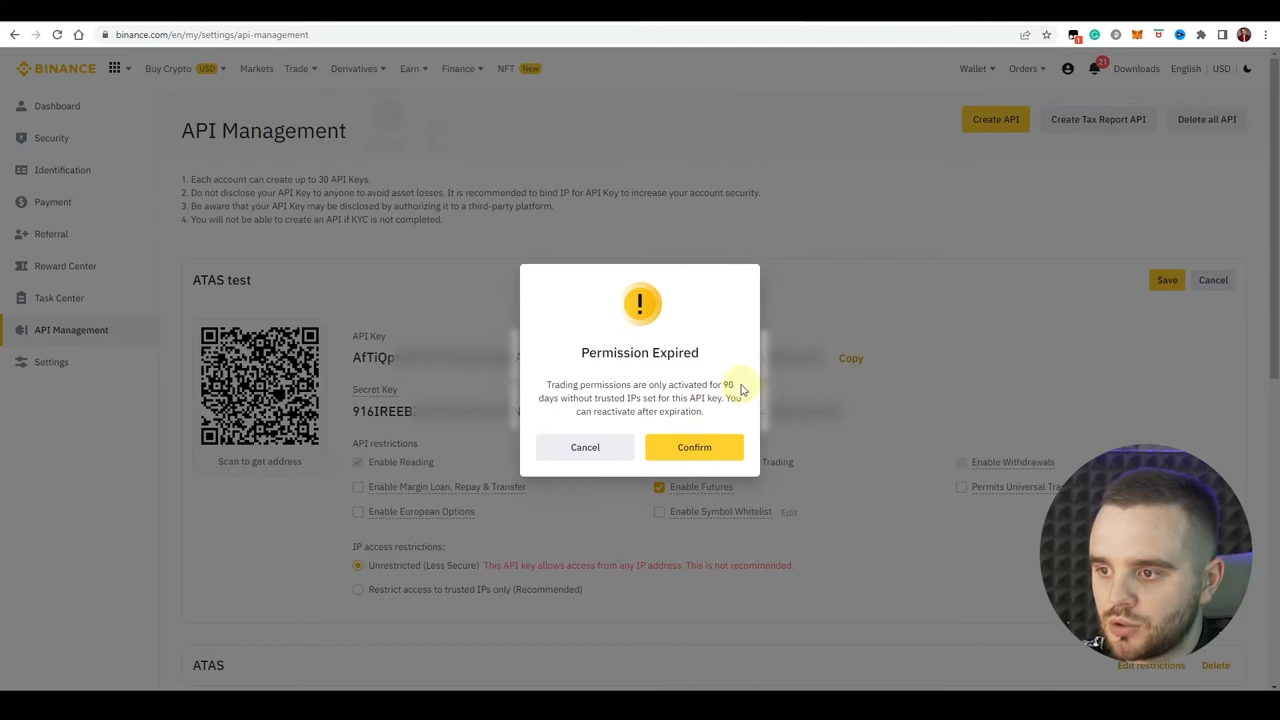 binance.com/en/my/settings/api-management
1
BINANCE
Buy Crypto USD
Markets
Trade
Derivatives
Earn
Finance
NFT New
Wallet
Orders
21
Downloads
English | USD
Dashboard
Security
Identification
Payment
Referral
Reward Center
Task Center
API Management
Settings
API Management
Create API
Create Tax Report API
Delete all API
1. Each account can create up to 30 API Keys.
2. Do not disclose your API Key to anyone to avoid asset losses. It is recommended to bind IP for API Key to increase your account security.
3. Be aware that your API Key may be disclosed by authorizing it to a third-party platform.
4. You will not be able to create an API if KYC is not completed.
ATAS test
Save
Cancel
Scan to get address
API Key
AfTiQp
Copy
Secret Key
916IREEB
API restrictions
Enable Reading
Trading
Enable Withdrawals
Enable Margin Loan, Repay & Transfer
Enable Futures
Permits Universal
Enable European Options
Enable Symbol Whitelist Edit
IP access restrictions:
Unrestricted (Less Secure) This API key allows access from any IP address. This is not recommended.
Restrict access to trusted IPs only (Recommended)
ATAS
Edit restrictions
Delete
!
Permission Expired
Trading permissions are only activated for 90
days without trusted IPs set for this API key. You
can reactivate after expiration.
Cancel
Confirm